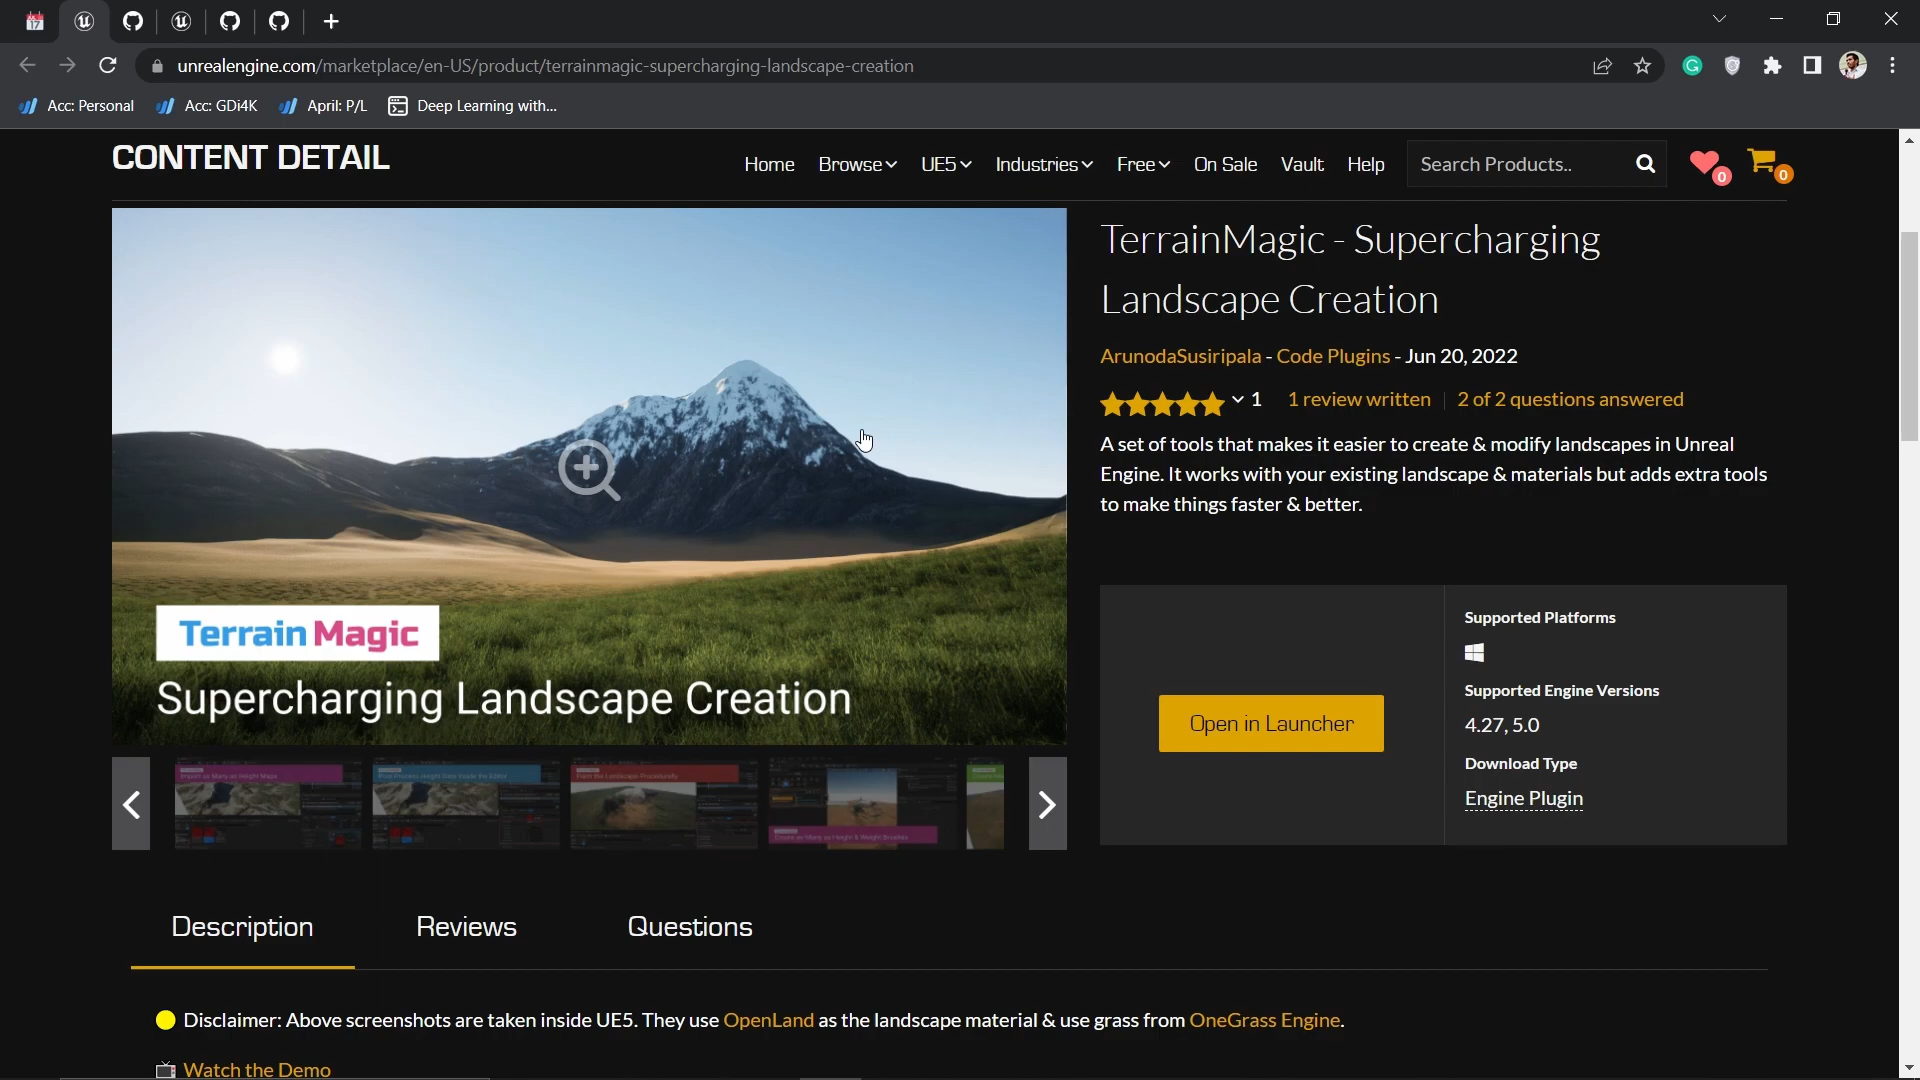 unrealengine.com/marketplace/en-US/product/terrainmagic-supercharging-landscape-creation
Acc: Personal
Acc: GDi4K
April: P/L
Deep Learning with...
CONTENT DETAIL
Home
Browse
UE5
Industries
Free
On Sale
Vault
Help
Search Products..
0
0
TerrainMagic - Supercharging
Landscape Creation
ArunodaSusiripala - Code Plugins - Jun 20, 2022
1
1 review written
2 of 2 questions answered
A set of tools that makes it easier to create & modify landscapes in Unreal
Engine. It works with your existing landscape & materials but adds extra tools
to make things faster & better.
Terrain Magic
Supercharging Landscape Creation
Open in Launcher
Supported Platforms
Supported Engine Versions
4.27, 5.0
Download Type
Engine Plugin
Description
Reviews
Questions
Disclaimer: Above screenshots are taken inside UE5. They use OpenLand as the landscape material & use grass from OneGrass Engine.
Watch the Demo